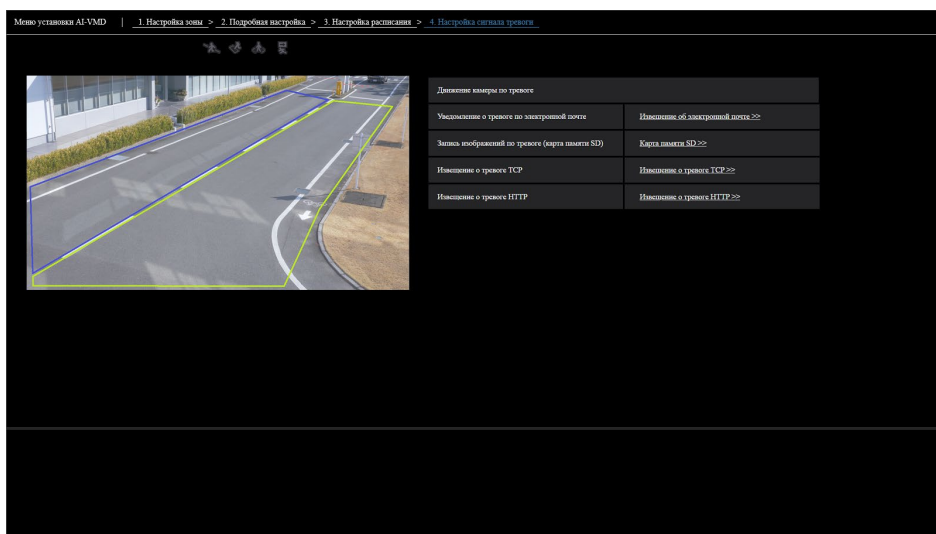 Меню установки AI-VMD | 1. Настройка зоны > 2. Подробная настройка > 3. Настройка расписания > 4. Настройка сигнала тревоги
Движение камеры по тревоге
Уведомление о тревоге по электронной почте Извещение об электронной почте >>
Запись изображений по тревоге (карта памяти SD) Карта памяти SD >>
Извещение о тревоге TCP Извещение о тревоге TCP >>
Извещение о тревоге HTTP Извещение о тревоге HTTP >>